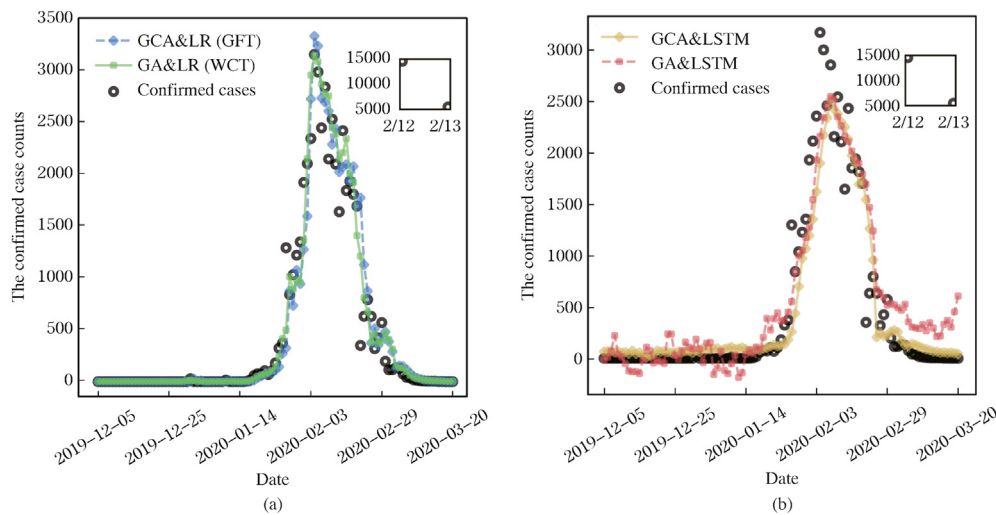 (a)
3500
3000
2500
2000
1500
1000
500
0
The confirmed case counts
GCA&LR (GFT)
GA&LR (WCT)
Confirmed cases
15000
10000
5000
2/12 2/13
2019-12-05
2019-12-25
2020-01-14
2020-02-03
2020-02-29
2020-03-20
Date
(a)
(b)
3000
2500
2000
1500
1000
500
0
The confirmed case counts
GCA&LSTM
GA&LSTM
Confirmed cases
15000
10000
5000
2/12 2/13
2019-12-05
2019-12-25
2020-01-14
2020-02-03
2020-02-29
2020-03-20
Date
(b)